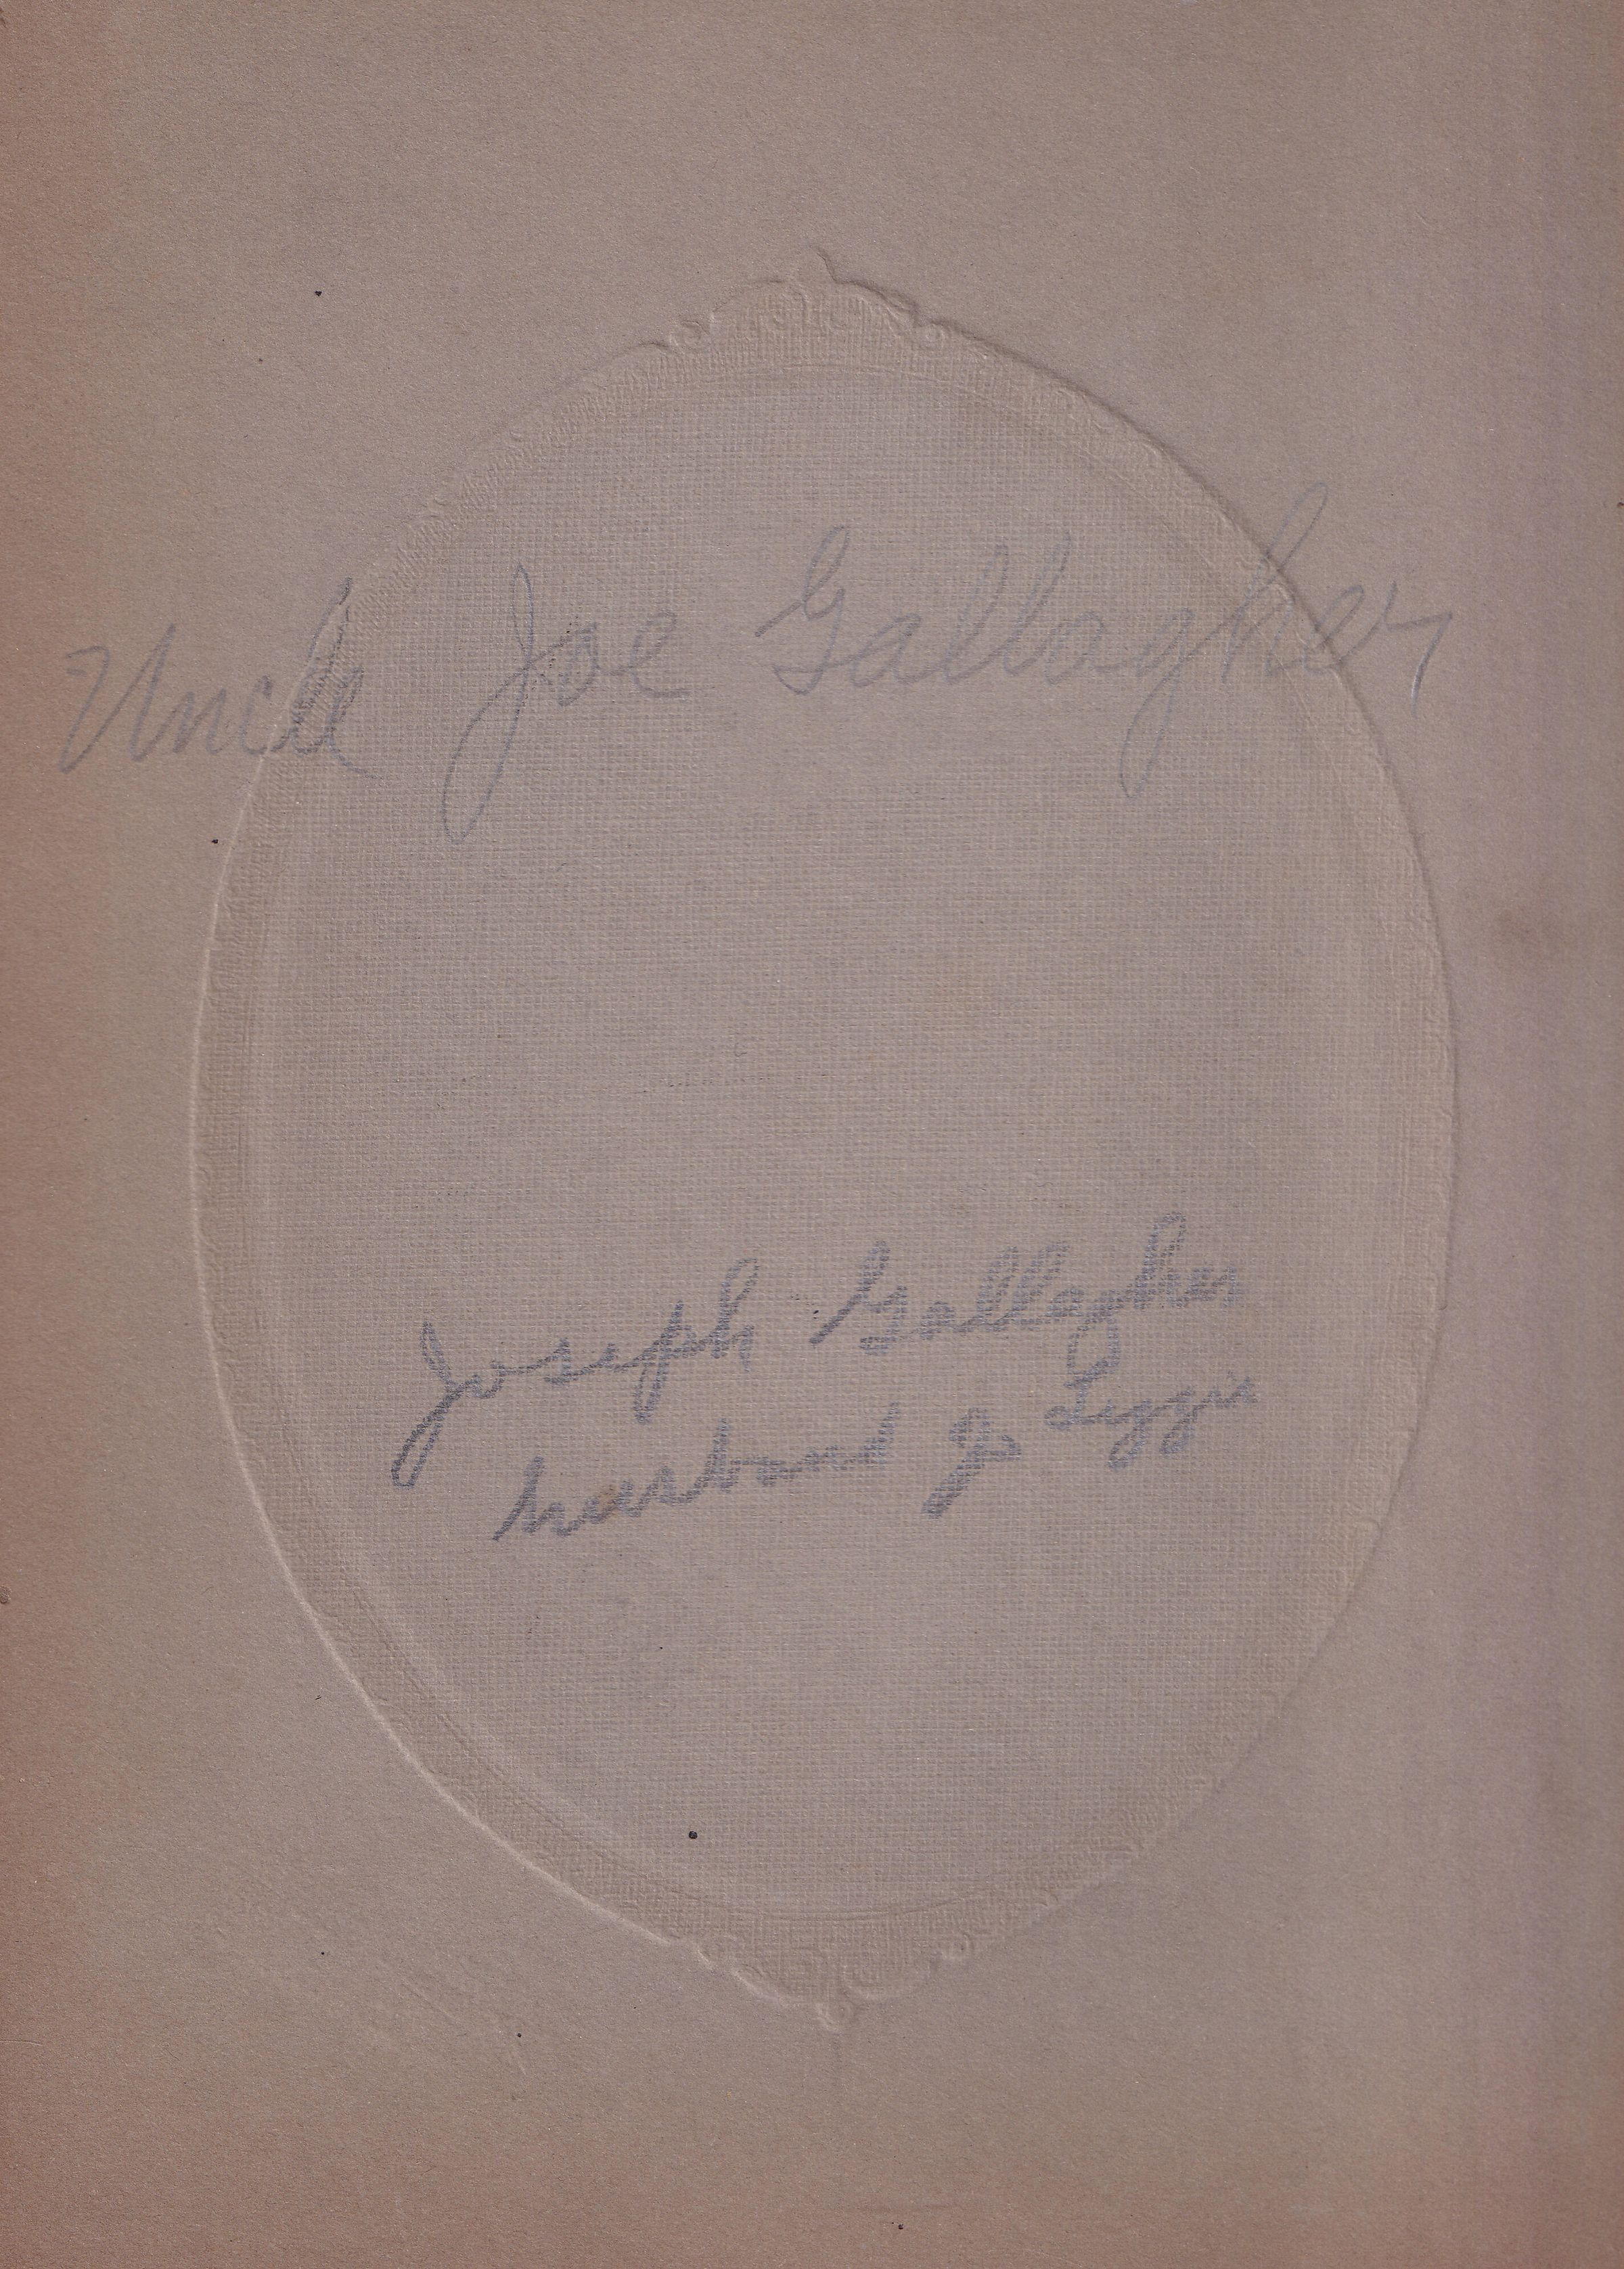 Uncle Joe Gallagher
Joseph Gallagher
husband of Lizzie